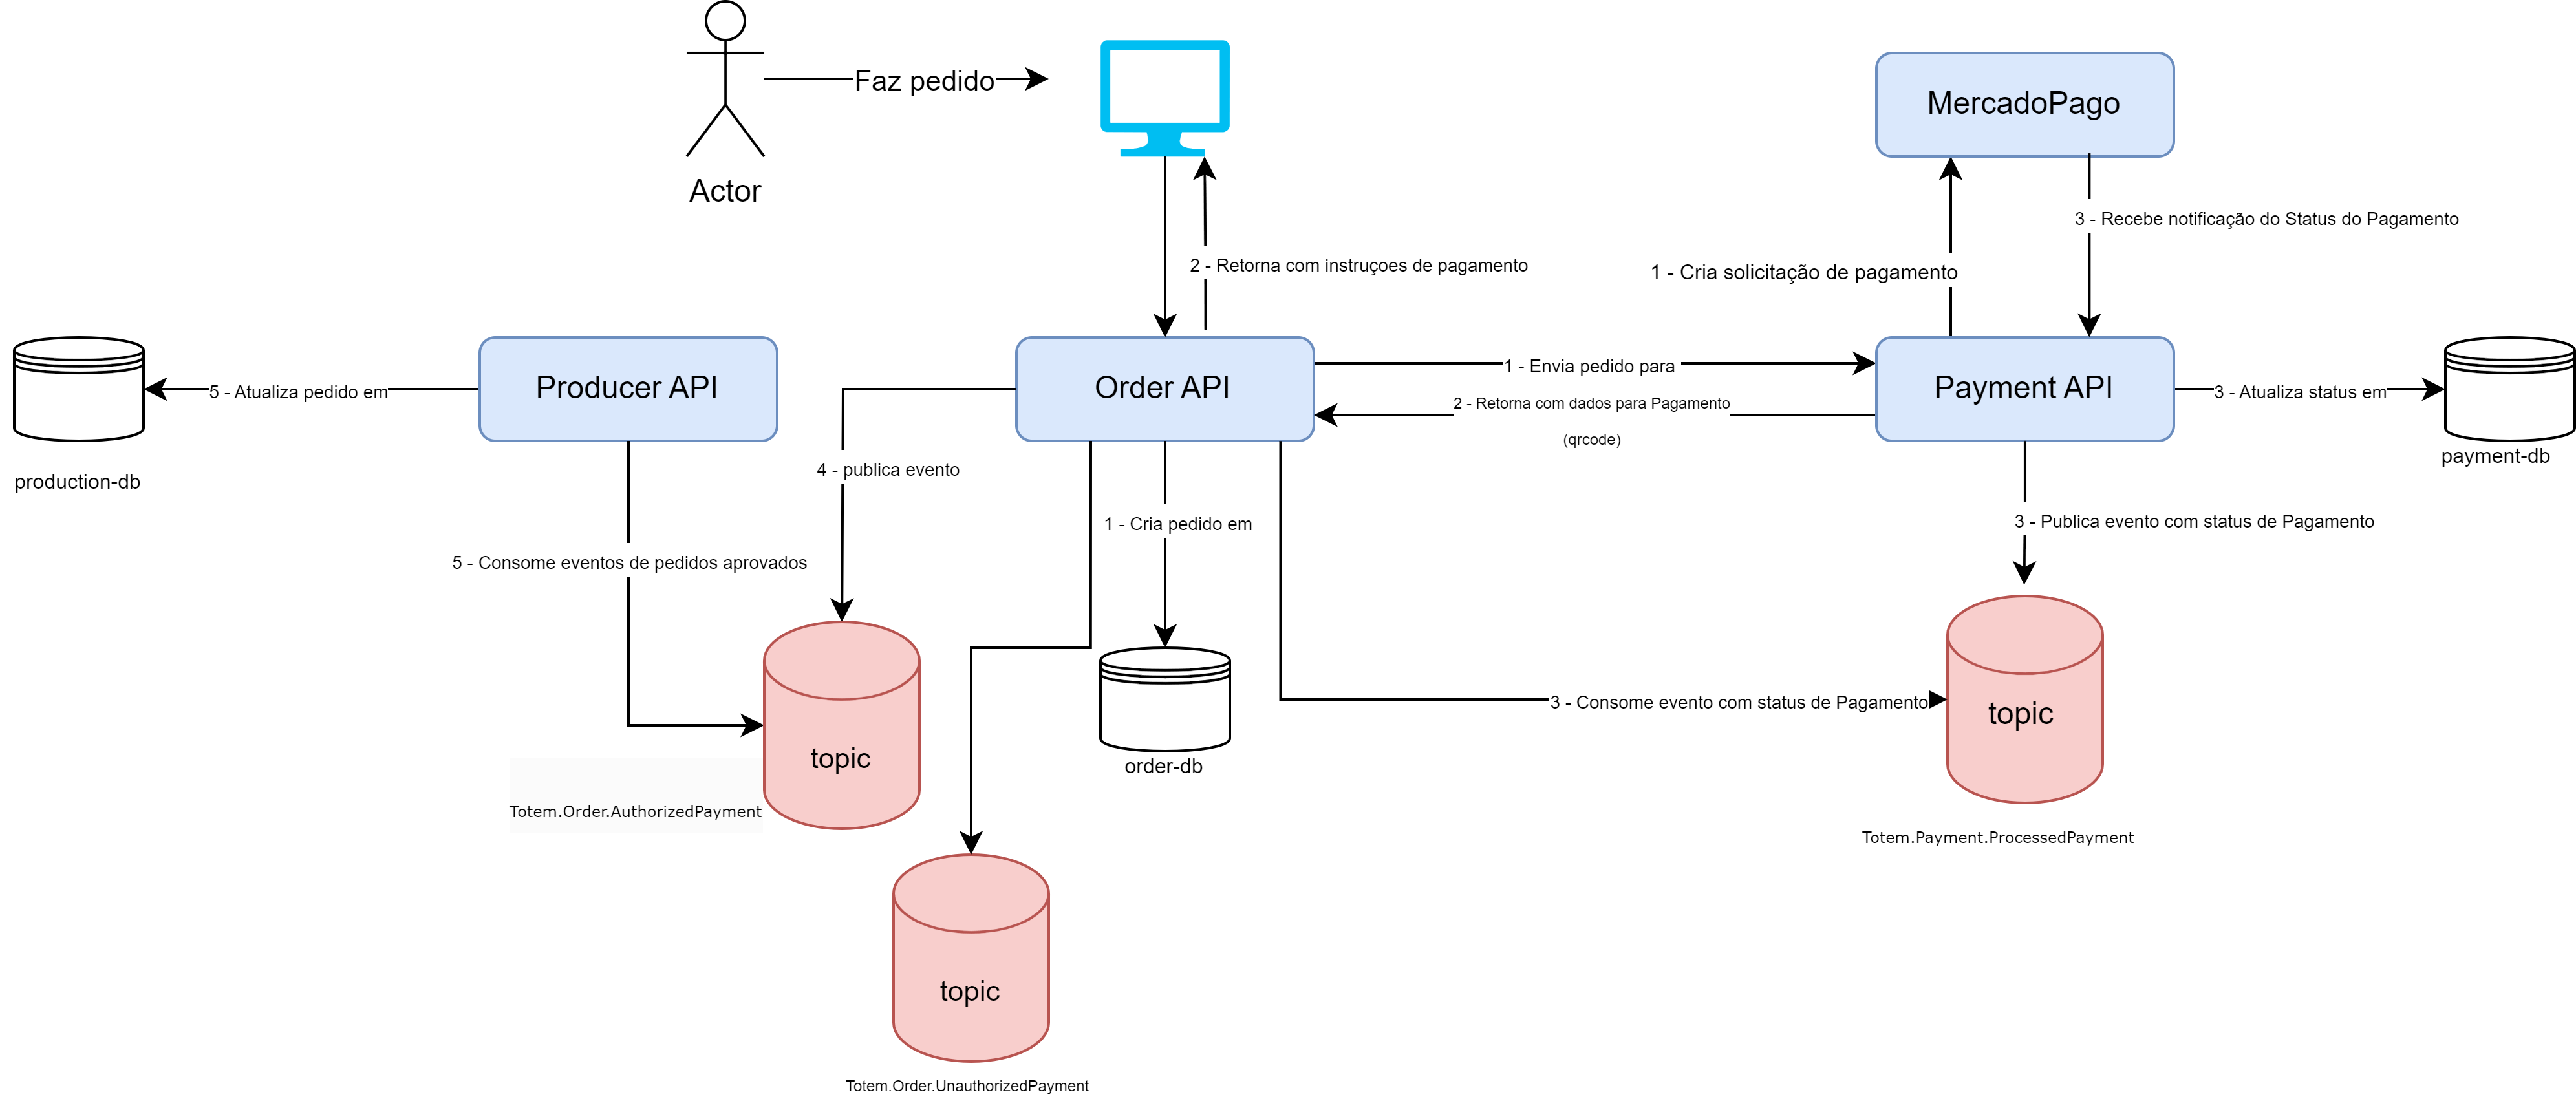 Faz pedido
MercadoPago
Actor
3 - Recebe notificação do Status do Pagamento
2 - Retorna com instruçoes de pagamento
1 - Cria solicitação de pagamento
Producer API
Order API
Payment API
1 - Envia pedido para
5 - Atualiza pedido em
3 - Atualiza status em
2 - Retorna com dados para Pagamento
(qrcode)
payment-db
4 - publica evento
production-db
1 - Cria pedido em
3 - Publica evento com status de Pagamento
5 - Consome eventos de pedidos aprovados
3 - Consome evento com status de Pagamento
topic
topic
order-db
Totem.Order.AuthorizedPayment
Totem.Payment.ProcessedPayment
topic
Totem.Order.UnauthorizedPayment